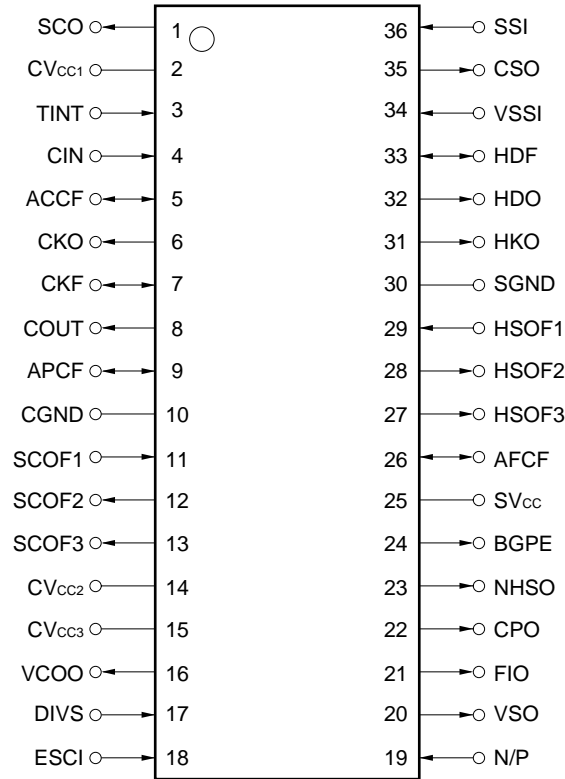 SCO 1 36 SSI
CVCC1 2 35 CSO
TINT 3 34 VSSI
CIN 4 33 HDF
ACCF 5 32 HDO
CKO 6 31 HKO
CKF 7 30 SGND
COUT 8 29 HSOF1
APCF 9 28 HSOF2
CGND 10 27 HSOF3
SCOF1 11 26 AFCF
SCOF2 12 25 SVCC
SCOF3 13 24 BGPE
CVCC2 14 23 NHSO
CVCC3 15 22 CPO
VCOO 16 21 FIO
DIVS 17 20 VSO
ESCI 18 19 N/P